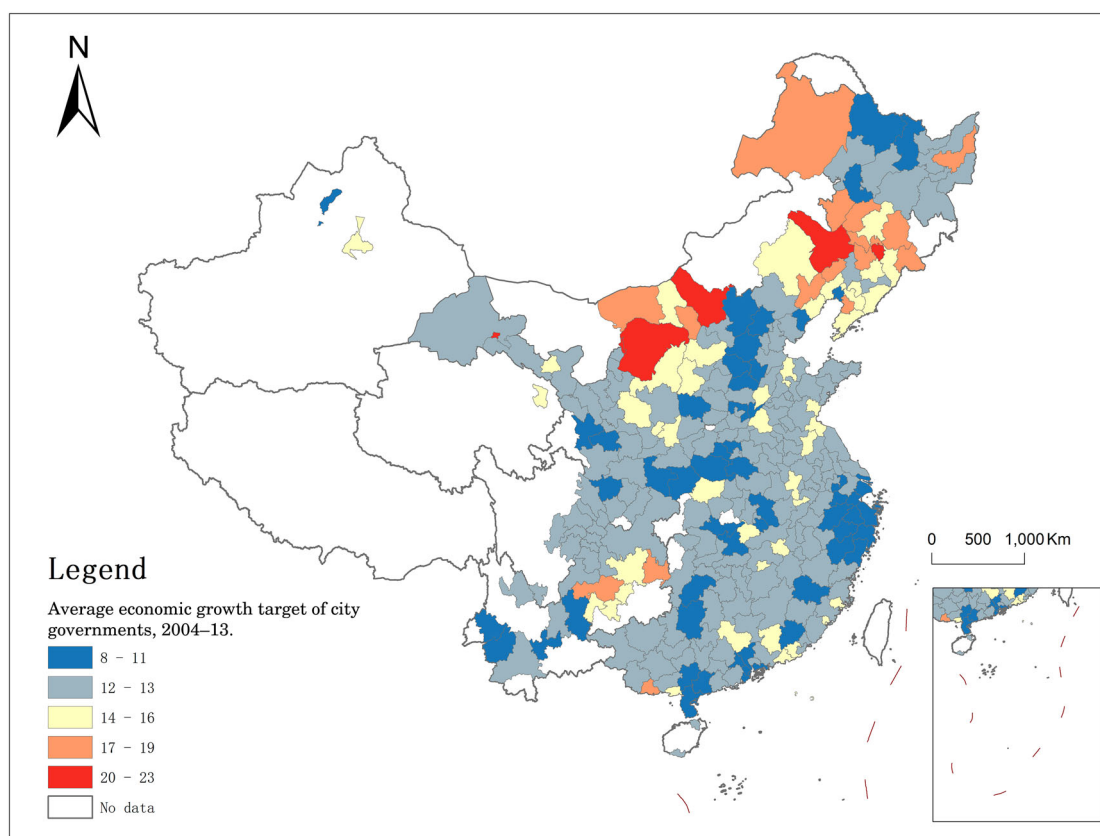 N
0 500 1,000 Km
Legend
Average economic growth target of city
governments, 2004–13.
8 - 11
12 - 13
14 - 16
17 - 19
20 - 23
No data